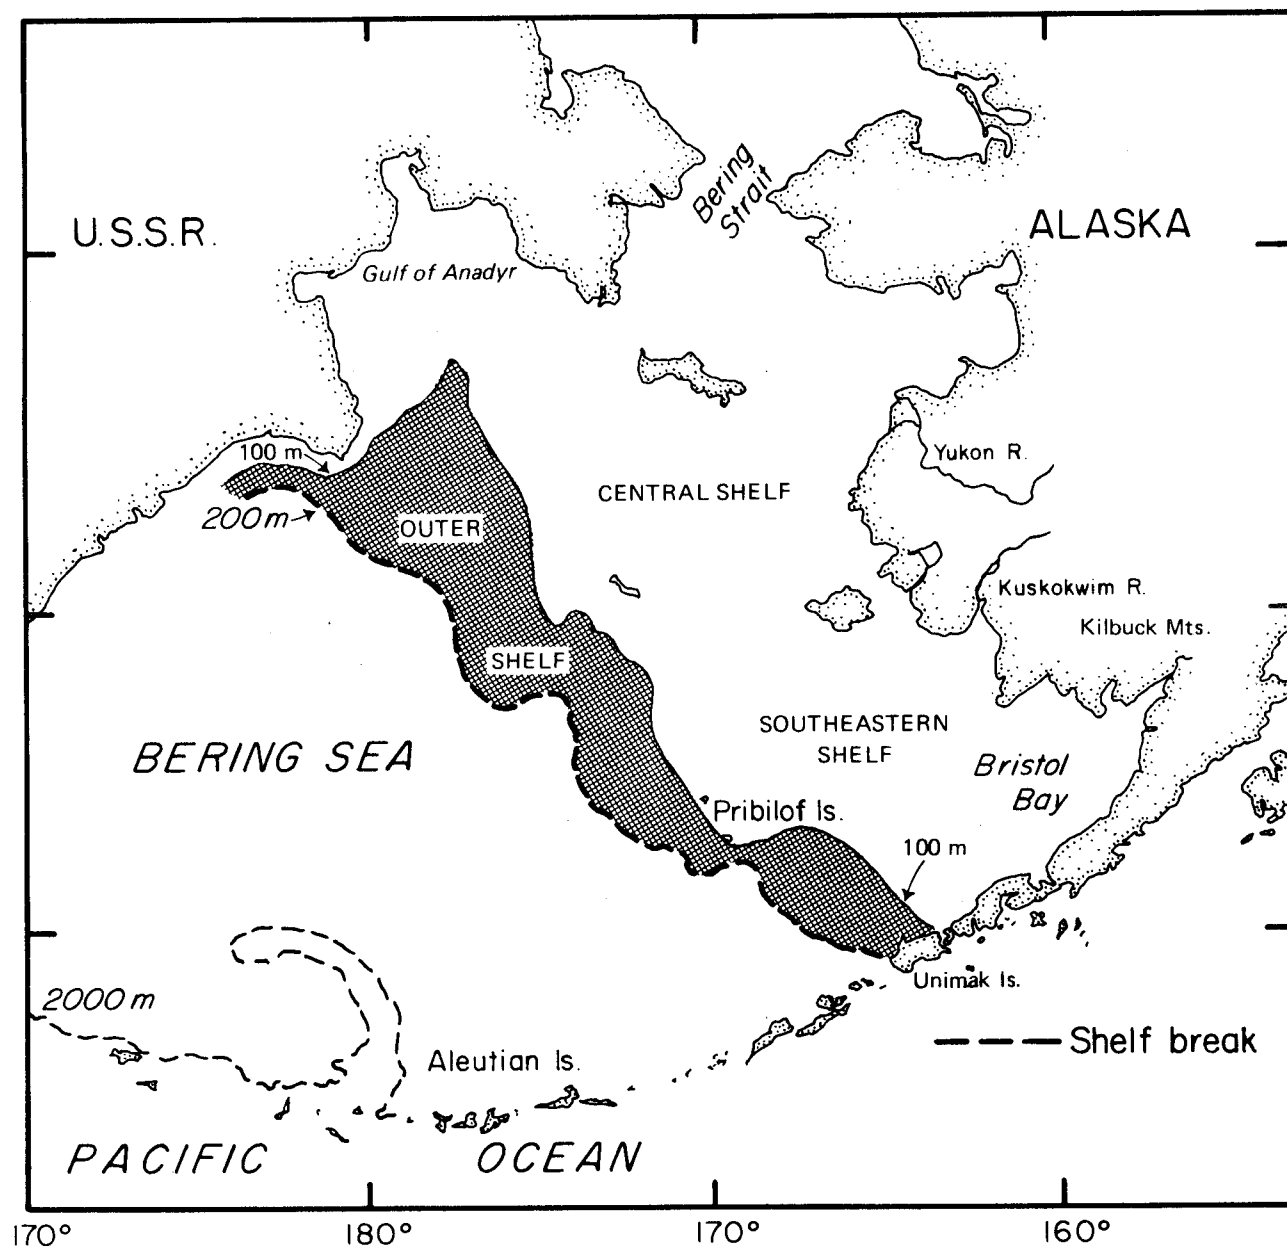 Bering
Strait
U.S.S.R.
ALASKA
Gulf of Anadyr
100 m
Yukon R.
200m
CENTRAL SHELF
OUTER
Kuskokwim R.
Kilbuck Mts.
SHELF
SOUTHEASTERN
SHELF
BERING SEA
Bristol
Bay
Pribilof Is.
100 m
Unimak Is.
2000 m
Shelf break
Aleutian Is.
PACIFIC OCEAN
170° 180° 170° 160°